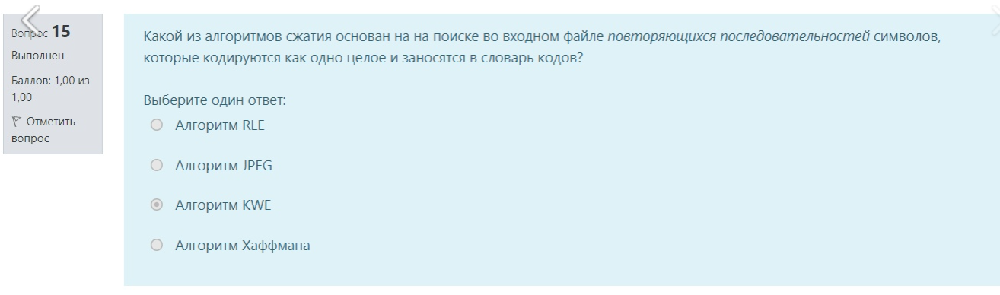 Вопрос 15
Выполнен
Баллов: 1,00 из
1,00
Отметить
вопрос
Какой из алгоритмов сжатия основан на на поиске во входном файле повторяющихся последовательностей символов,
которые кодируются как одно целое и заносятся в словарь кодов?
Выберите один ответ:
Алгоритм RLE
Алгоритм JPEG
Алгоритм KWE
Алгоритм Хаффмана